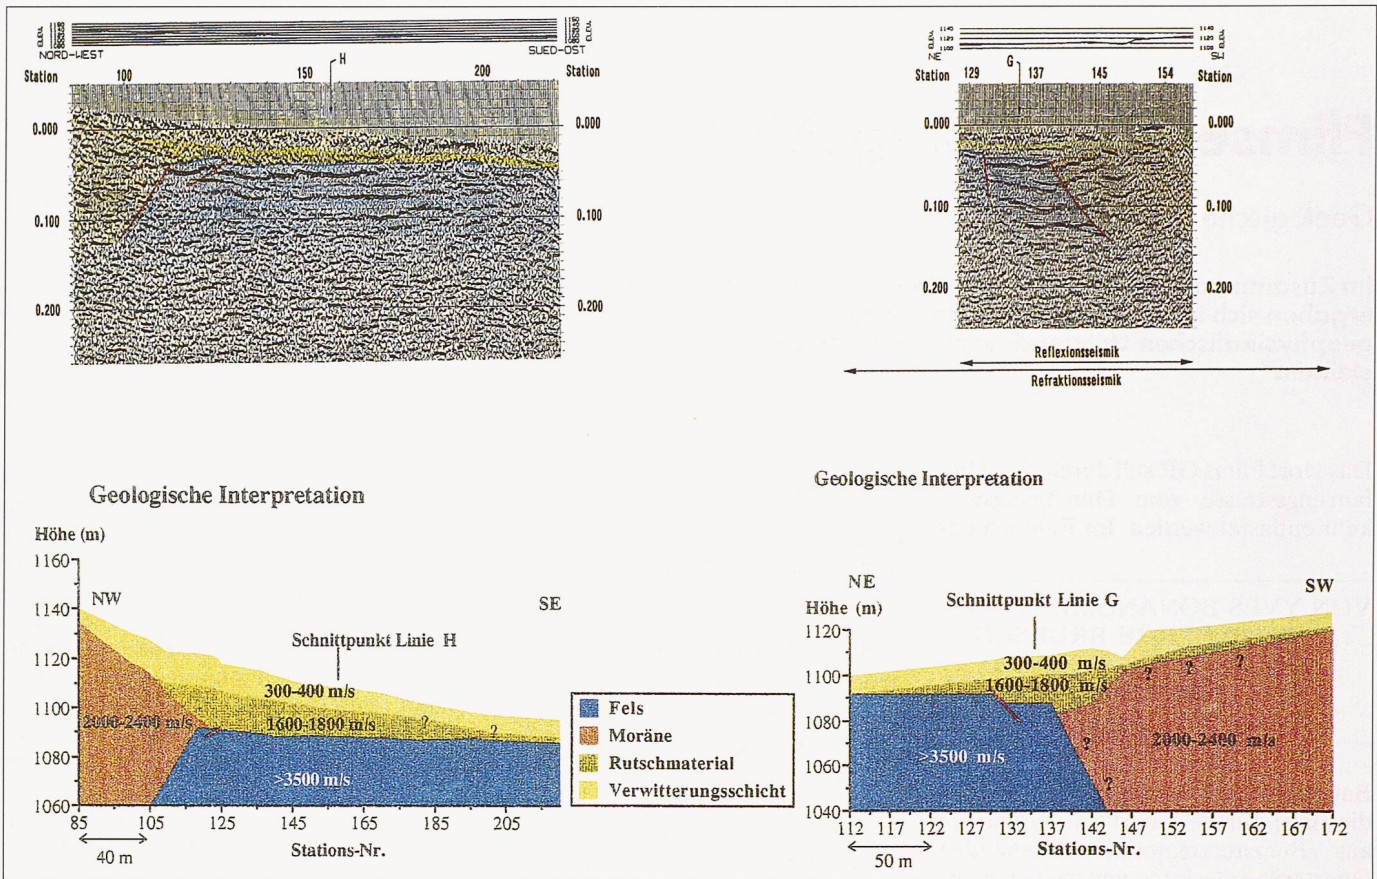 NORD-WEST
SUED-OST
H
Station 100 150 200 Station
0.000 0.000
0.100 0.100
0.200 0.200
1140
1120
1100
NE
G
Station 129 137 145 154 Station
0.000 0.000
0.100 0.100
0.200 0.200
Reflexionsseismik
Refraktionsseismik
Geologische Interpretation
Höhe (m)
1160
1140
1120
1100
1080
1060
NW
SE
Schnittpunkt Linie H
300-400 m/s
1600-1800 m/s
2000-2400 m/s
? ?
>3500 m/s
85 105 125 145 165 185 205
40 m
Stations-Nr.
Fels
Moräne
Rutschmaterial
Verwitterungsschicht
Geologische Interpretation
NE
SW
Höhe (m)
Schnittpunkt Linie G
1120
1100
1080
1060
1040
300-400 m/s
1600-1800 m/s
? ? ?
?
2000-2400 m/s
>3500 m/s
?
112 117 122 127 132 137 142 147 152 157 162 167 172
50 m
Stations-Nr.